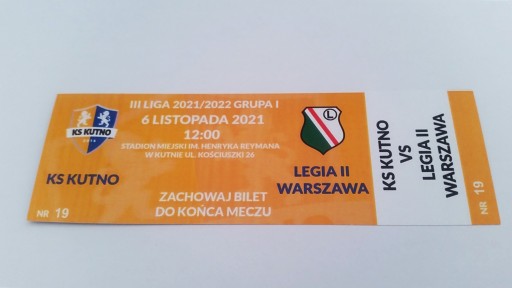 III LIGA 2021/2022 GRUPA I
6 LISTOPADA 2021
12:00
STADION MIEJSKI IM. HENRYKA REYMANA
W KUTNIE UL. KOŚCIUSZKI 26
KS KUTNO
KS KUTNO
L
LEGIA II
WARSZAWA
ZACHOWAJ BILET
DO KOŃCA MECZU
NR 19
KS KUTNO
VS
LEGIA II
WARSZAWA
NR 19